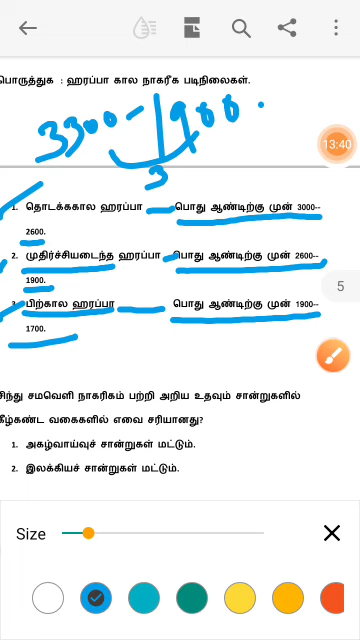 பொருத்துக : ஹரப்பா கால நாகரீக படிநிலைகள்.
3300 - 1900 .
3
13:40
1. தொடக்ககால ஹரப்பா பொது ஆண்டிற்கு முன் 3000--
2600.
2. முதிர்ச்சியடைந்த ஹரப்பா பொது ஆண்டிற்கு முன் 2600--
1900.
3. பிற்கால ஹரப்பா பொது ஆண்டிற்கு முன் 1900--
1700.
5
சிந்து சமவெளி நாகரிகம் பற்றி அறிய உதவும் சான்றுகளில்
கீழ்கண்ட வகைகளில் எவை சரியானது?
1. அகழ்வாய்வுச் சான்றுகள் மட்டும்.
2. இலக்கியச் சான்றுகள் மட்டும்.
Size